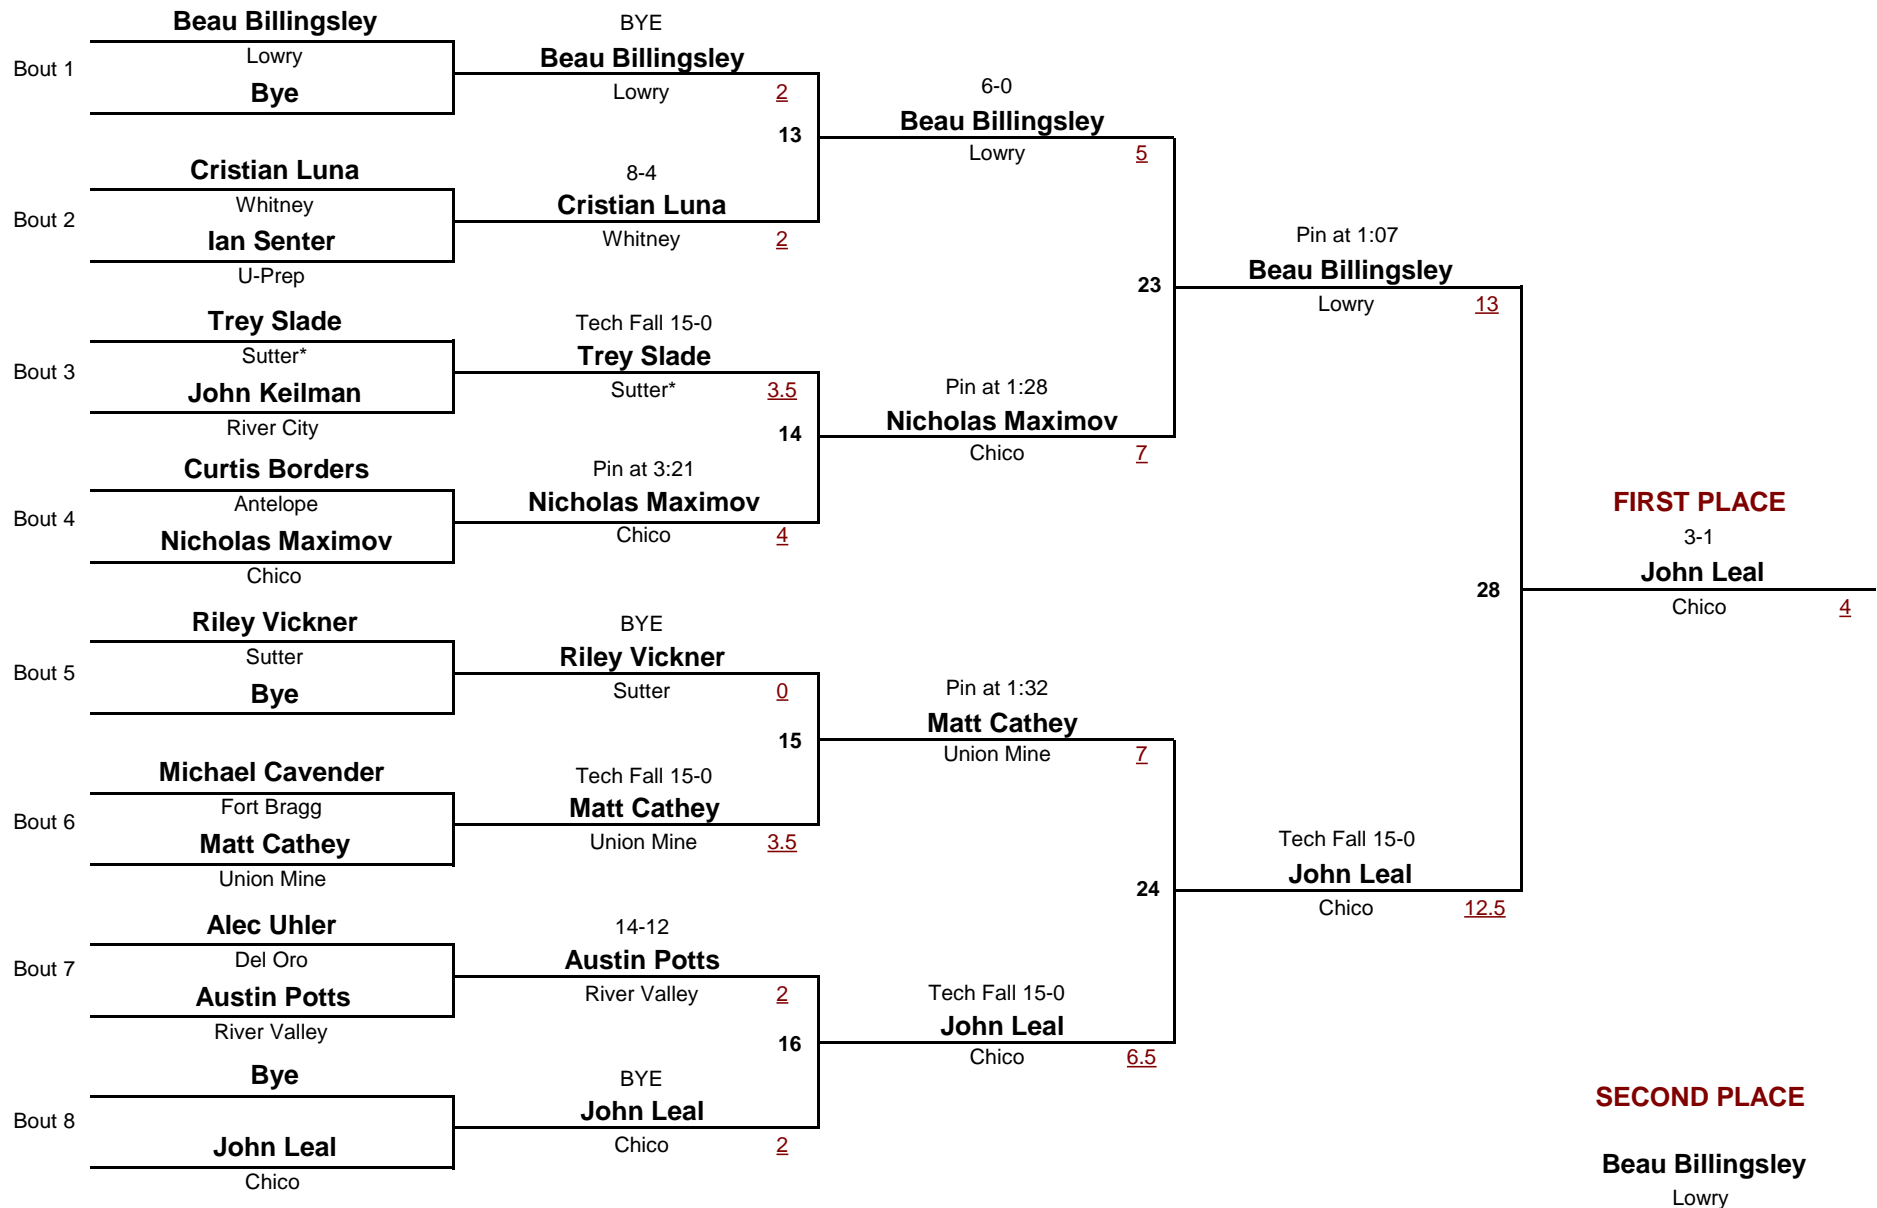 Beau Billingsley
Bout 1
Lowry
Bye
Cristian Luna
Bout 2
Whitney
Ian Senter
U-Prep
Trey Slade
Bout 3
Sutter*
John Keilman
River City
Curtis Borders
Bout 4
Antelope
Nicholas Maximov
Chico
Riley Vickner
Bout 5
Sutter
Bye
Michael Cavender
Bout 6
Fort Bragg
Matt Cathey
Union Mine
Alec Uhler
Bout 7
Del Oro
Austin Potts
River Valley
Bye
Bout 8
John Leal
Chico
BYE
Beau Billingsley
Lowry 2
13
8-4
Cristian Luna
Whitney 2
Tech Fall 15-0
Trey Slade
Sutter* 3.5
14
Pin at 3:21
Nicholas Maximov
Chico 4
BYE
Riley Vickner
Sutter 0
15
Tech Fall 15-0
Matt Cathey
Union Mine 3.5
14-12
Austin Potts
River Valley 2
16
BYE
John Leal
Chico 2
6-0
Beau Billingsley
Lowry 5
23
Pin at 1:28
Nicholas Maximov
Chico 7
Pin at 1:32
Matt Cathey
Union Mine 7
24
Tech Fall 15-0
John Leal
Chico 6.5
Pin at 1:07
Beau Billingsley
Lowry 13
28
Tech Fall 15-0
John Leal
Chico 12.5
FIRST PLACE
3-1
John Leal
Chico 4
SECOND PLACE
Beau Billingsley
Lowry